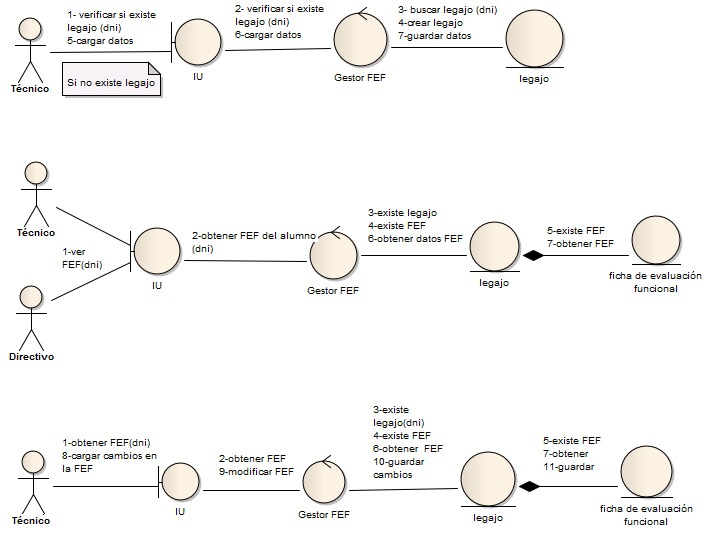 1- verificar si existe
legajo (dni)
5-cargar datos
2- verificar si existe
legajo (dni)
6-cargar datos
3- buscar legajo (dni)
4-crear legajo
7-guardar datos
Si no existe legajo
Técnico
IU
Gestor FEF
legajo
Técnico
1-ver
FEF(dni)
Directivo
IU
2-obtener FEF del alumno
(dni)
Gestor FEF
3-existe legajo
4-existe FEF
6-obtener datos FEF
legajo
5-existe FEF
7-obtener FEF
ficha de evaluación
funcional
Técnico
1-obtener FEF(dni)
8-cargar cambios en
la FEF
IU
2-obtener FEF
9-modificar FEF
Gestor FEF
3-existe
legajo(dni)
4-existe FEF
6-obtener FEF
10-guardar
cambios
legajo
5-existe FEF
7-obtener
11-guardar
ficha de evaluación
funcional